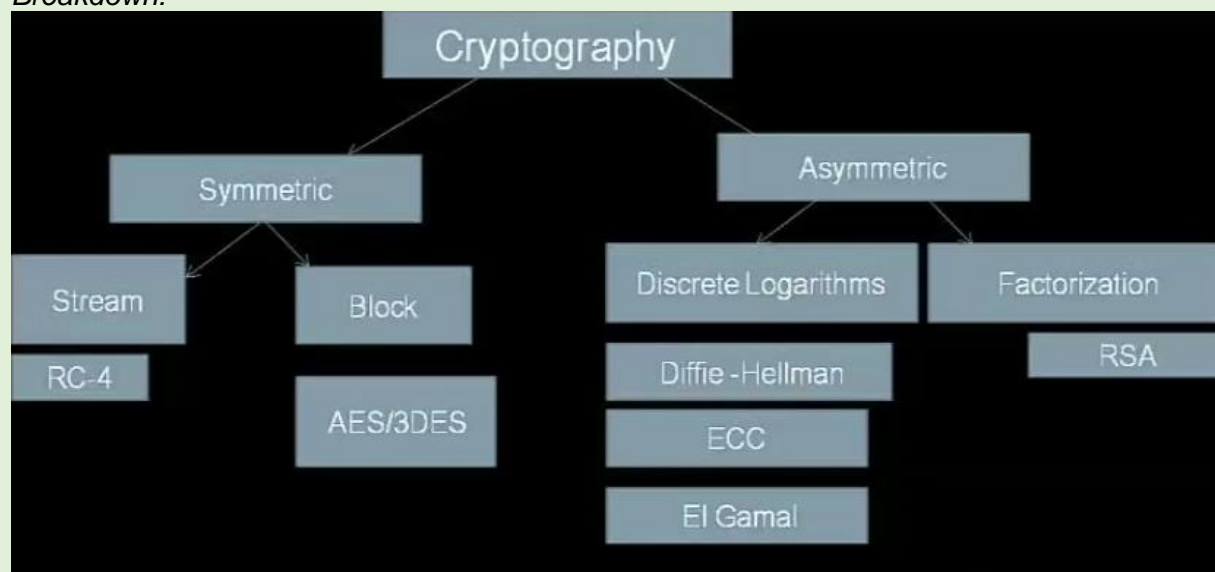 Breakdown:
Cryptography
Symmetric
Asymmetric
Stream
Block
Discrete Logarithms
Factorization
RC-4
AES/3DES
Diffie -Hellman
RSA
ECC
El Gamal